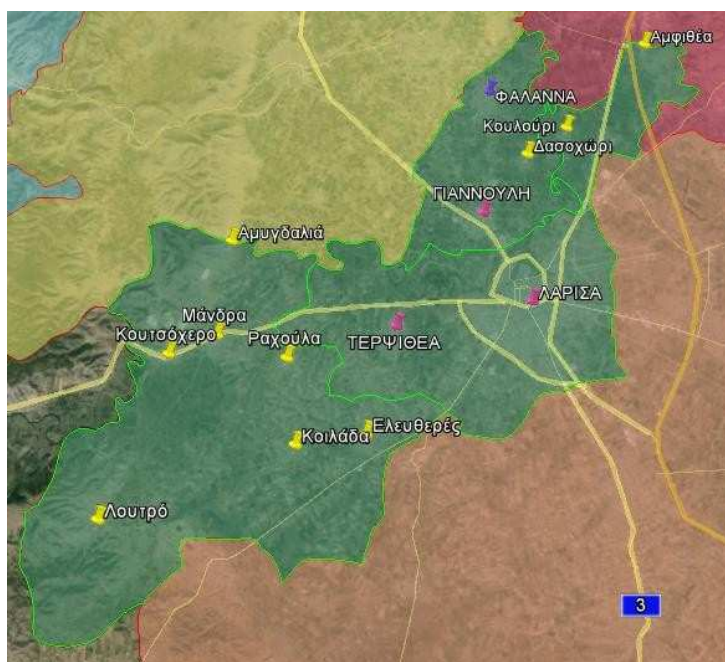 Αμφιθέα
ΦΑΛΑΝΝΑ
Κουλούρι
Δασοχώρι
ΓΙΑΝΝΟΥΛΗ
Αμυγδαλιά
ΛΑΡΙΣΑ
Μάνδρα
Κουτσόχερο
Ραχούλα
ΤΕΡΨΙΘΕΑ
Ελευθερές
Κοιλάδα
Λουτρό
3